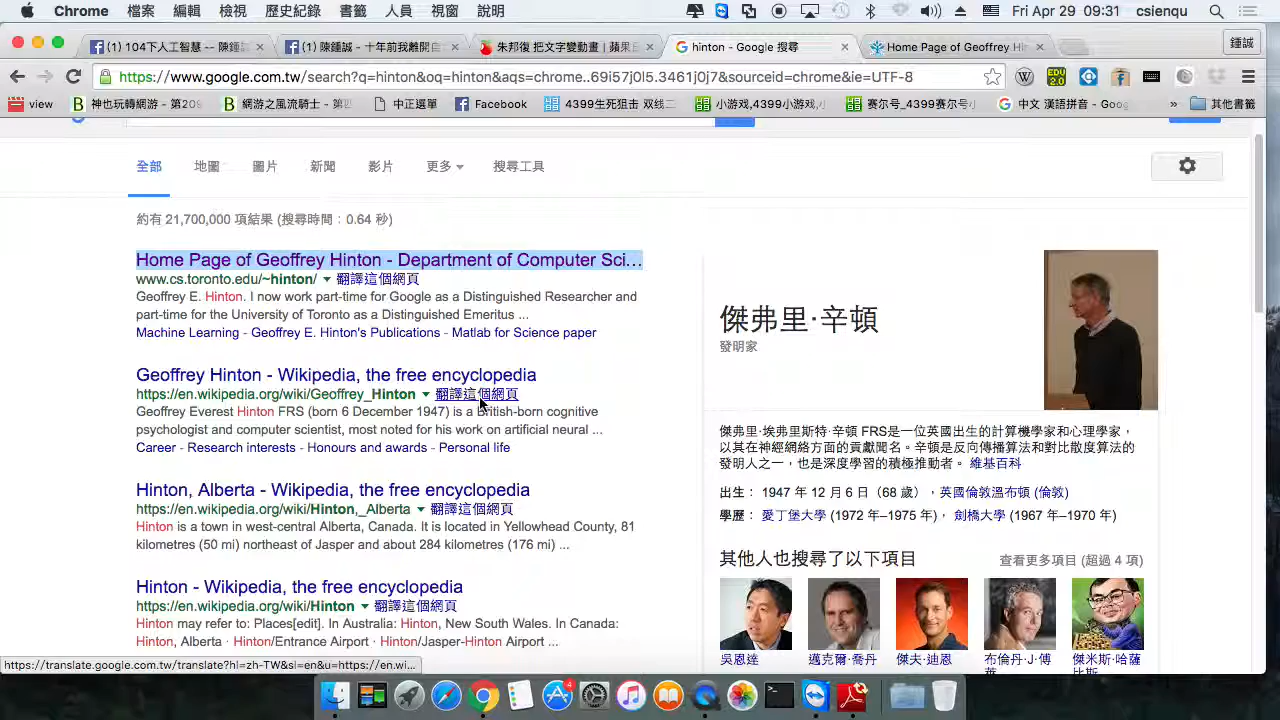 Chrome 檔案 編輯 檢視 歷史紀錄 書籤 人員 視窗 說明 Fri Apr 29 09:31 csienqu
(1) 104下人工智慧 -- 陳鍾 (1) 陳鍾誠 - 十年前我離開自 朱邦復 把文字變動畫 | 蘋果 hinton - Google 搜尋 Home Page of Geoffrey Hi 鍾誠
https://www.google.com.tw/search?q=hinton&oq=hinton&aqs=chrome..69i57j0l5.3461j0j7&sourceid=chrome&ie=UTF-8
view 神也玩轉網游 - 第20 網游之風流騎士 - 第四 中正選單 Facebook 4399生死狙击 双线二 小游戏,4399小游戏,小 赛尔号_4399赛尔号 中文 漢語拼音 - Goo » 其他書籤
全部 地圖 圖片 新聞 影片 更多 搜尋工具
約有 21,700,000 項結果 (搜尋時間:0.64 秒)
Home Page of Geoffrey Hinton - Department of Computer Sci...
www.cs.toronto.edu/~hinton/ 翻譯這個網頁
Geoffrey E. Hinton. I now work part-time for Google as a Distinguished Researcher and
part-time for the University of Toronto as a Distinguished Emeritus ...
Machine Learning - Geoffrey E. Hinton's Publications - Matlab for Science paper
Geoffrey Hinton - Wikipedia, the free encyclopedia
https://en.wikipedia.org/wiki/Geoffrey_Hinton 翻譯這個網頁
Geoffrey Everest Hinton FRS (born 6 December 1947) is a British-born cognitive
psychologist and computer scientist, most noted for his work on artificial neural ...
Career - Research interests - Honours and awards - Personal life
Hinton, Alberta - Wikipedia, the free encyclopedia
https://en.wikipedia.org/wiki/Hinton,_Alberta 翻譯這個網頁
Hinton is a town in west-central Alberta, Canada. It is located in Yellowhead County, 81
kilometres (50 mi) northeast of Jasper and about 284 kilometres (176 mi) ...
Hinton - Wikipedia, the free encyclopedia
https://en.wikipedia.org/wiki/Hinton 翻譯這個網頁
Hinton may refer to: Places[edit]. In Australia: Hinton, New South Wales. In Canada:
Hinton, Alberta · Hinton/Entrance Airport · Hinton/Jasper-Hinton Airport ...
傑弗里·辛頓
發明家
傑弗里·埃弗里斯特·辛頓 FRS是一位英國出生的計算機學家和心理學家，
以其在神經網絡方面的貢獻聞名。辛頓是反向傳播算法和對比散度算法的
發明人之一，也是深度學習的積極推動者。 維基百科
出生： 1947 年 12 月 6 日（68 歲），英國倫敦溫布頓 (倫敦)
學歷： 愛丁堡大學 (1972 年–1975 年)， 劍橋大學 (1967 年–1970 年)
其他人也搜尋了以下項目 查看更多項目 (超過 4 項)
吳恩達 邁克爾·喬丹 傑夫·迪恩 布倫丹·J·傅 傑米斯·哈薩
https://translate.google.com.tw/translate?hl=zh-TW&sl=en&u=https://en.wi...
4